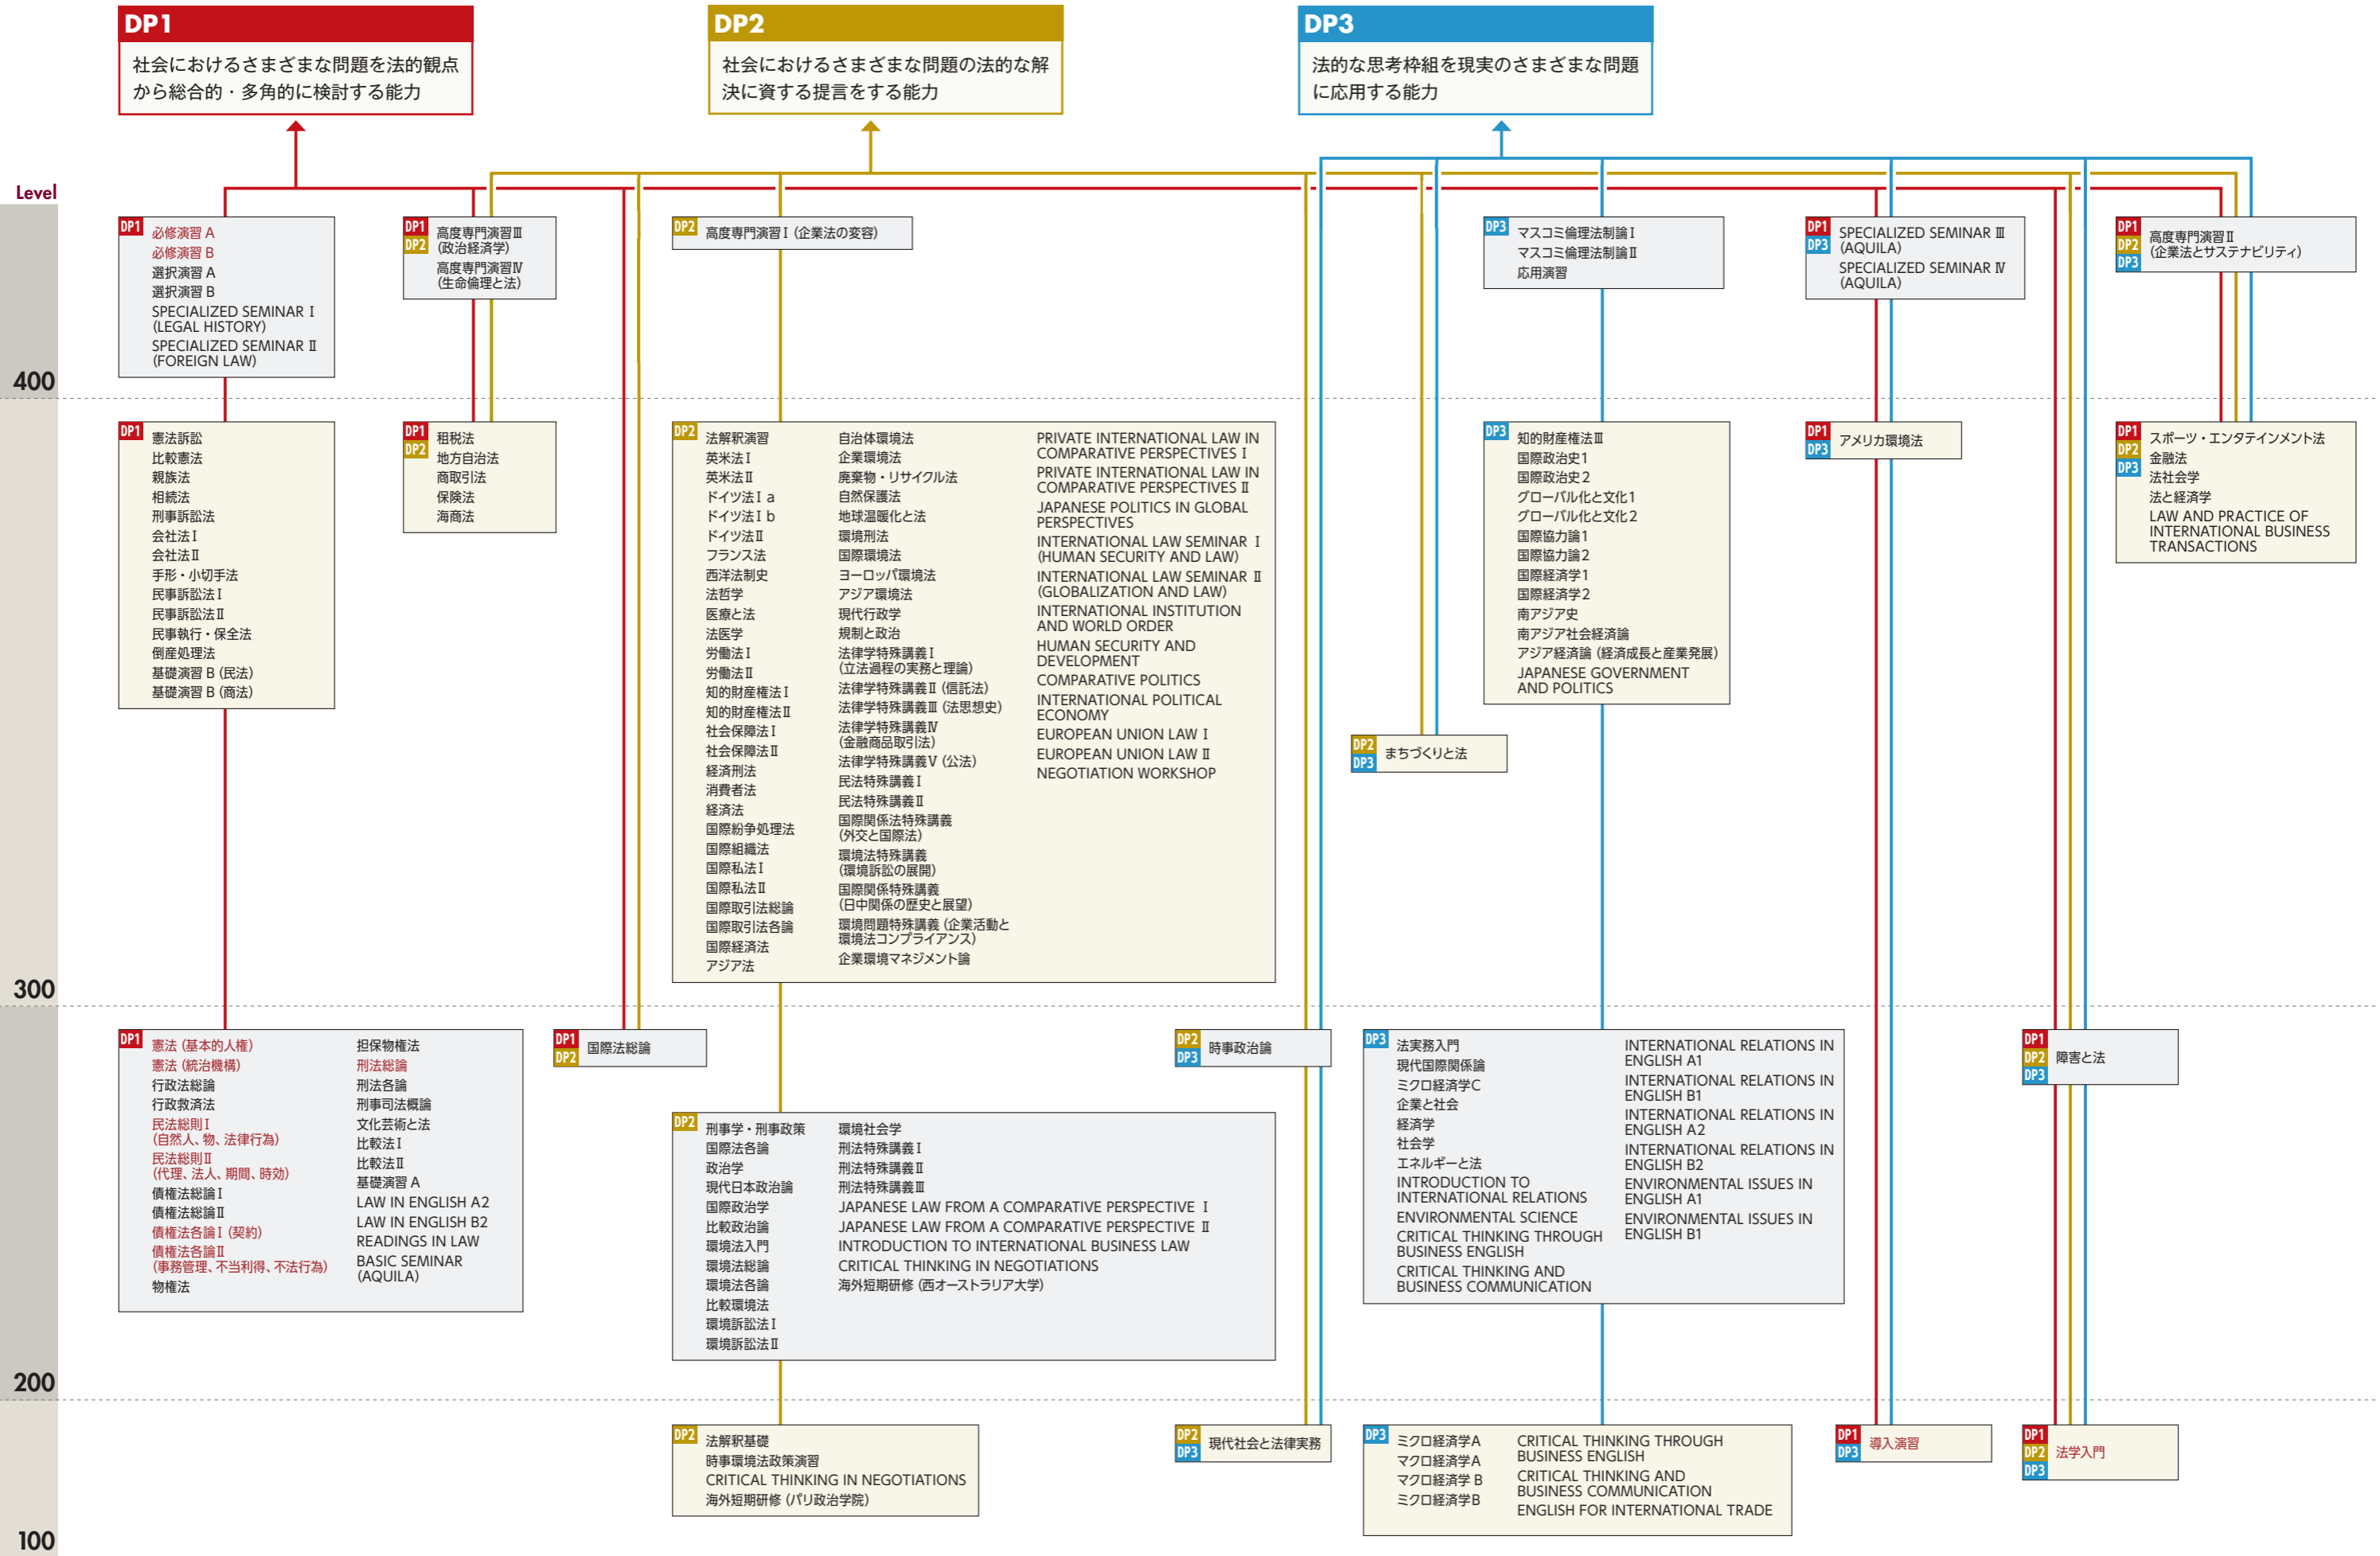 DP1
社会におけるさまざまな問題を法的観点
から総合的・多角的に検討する能力
DP2
社会におけるさまざまな問題の法的な解
決に資する提言をする能力
DP3
法的な思考枠組を現実のさまざまな問題
に応用する能力
Level
DP1
必修演習 A
必修演習 B
選択演習 A
選択演習 B
SPECIALIZED SEMINAR Ⅰ
(LEGAL HISTORY)
SPECIALIZED SEMINAR Ⅱ
(FOREIGN LAW)
DP1
DP2
高度専門演習Ⅲ
(政治経済学)
高度専門演習Ⅳ
(生命倫理と法)
DP2
高度専門演習Ⅰ (企業法の変容)
DP3
マスコミ倫理法制論Ⅰ
マスコミ倫理法制論Ⅱ
応用演習
DP1
DP3
SPECIALIZED SEMINAR Ⅲ
(AQUILA)
SPECIALIZED SEMINAR Ⅳ
(AQUILA)
DP1
DP2
DP3
高度専門演習Ⅱ
(企業法とサステナビリティ)
400
DP1
憲法訴訟
比較憲法
親族法
相続法
刑事訴訟法
会社法Ⅰ
会社法Ⅱ
手形・小切手法
民事訴訟法Ⅰ
民事訴訟法Ⅱ
民事執行・保全法
倒産処理法
基礎演習 B (民法)
基礎演習 B (商法)
DP1
DP2
租税法
地方自治法
商取引法
保険法
海商法
DP2
法解釈演習
英米法Ⅰ
英米法Ⅱ
ドイツ法Ⅰa
ドイツ法Ⅰb
ドイツ法Ⅱ
フランス法
西洋法制史
法哲学
医療と法
法医学
労働法Ⅰ
労働法Ⅱ
知的財産権法Ⅰ
知的財産権法Ⅱ
社会保障法Ⅰ
社会保障法Ⅱ
経済刑法
消費者法
経済法
国際紛争処理法
国際組織法
国際私法Ⅰ
国際私法Ⅱ
国際取引法総論
国際取引法各論
国際経済法
アジア法
自治体環境法
企業環境法
廃棄物・リサイクル法
自然保護法
地球温暖化と法
環境刑法
国際環境法
ヨーロッパ環境法
アジア環境法
現代行政学
規制と政治
法律学特殊講義Ⅰ
(立法過程の実務と理論)
法律学特殊講義Ⅱ (信託法)
法律学特殊講義Ⅲ (法思想史)
法律学特殊講義Ⅳ
(金融商品取引法)
法律学特殊講義Ⅴ (公法)
民法特殊講義Ⅰ
民法特殊講義Ⅱ
国際関係法特殊講義
(外交と国際法)
環境法特殊講義
(環境訴訟の展開)
国際関係特殊講義
(日中関係の歴史と展望)
環境問題特殊講義 (企業活動と
環境法コンプライアンス)
企業環境マネジメント論
PRIVATE INTERNATIONAL LAW IN
COMPARATIVE PERSPECTIVES Ⅰ
PRIVATE INTERNATIONAL LAW IN
COMPARATIVE PERSPECTIVES Ⅱ
JAPANESE POLITICS IN GLOBAL
PERSPECTIVES
INTERNATIONAL LAW SEMINAR Ⅰ
(HUMAN SECURITY AND LAW)
INTERNATIONAL LAW SEMINAR Ⅱ
(GLOBALIZATION AND LAW)
INTERNATIONAL INSTITUTION
AND WORLD ORDER
HUMAN SECURITY AND
DEVELOPMENT
COMPARATIVE POLITICS
INTERNATIONAL POLITICAL
ECONOMY
EUROPEAN UNION LAW Ⅰ
EUROPEAN UNION LAW Ⅱ
NEGOTIATION WORKSHOP
DP2
DP3
まちづくりと法
DP3
知的財産権法Ⅲ
国際政治史1
国際政治史2
グローバル化と文化1
グローバル化と文化2
国際協力論1
国際協力論2
国際経済学1
国際経済学2
南アジア史
南アジア社会経済論
アジア経済論 (経済成長と産業発展)
JAPANESE GOVERNMENT
AND POLITICS
DP1
DP3
アメリカ環境法
DP1
DP2
DP3
スポーツ・エンタテインメント法
金融法
法社会学
法と経済学
LAW AND PRACTICE OF
INTERNATIONAL BUSINESS
TRANSACTIONS
300
DP1
憲法 (基本的人権)
憲法 (統治機構)
行政法総論
行政救済法
民法総則Ⅰ
(自然人、物、法律行為)
民法総則Ⅱ
(代理、法人、期間、時効)
債権法総論Ⅰ
債権法総論Ⅱ
債権法各論Ⅰ (契約)
債権法各論Ⅱ
(事務管理、不当利得、不法行為)
物権法
担保物権法
刑法総論
刑法各論
刑事司法概論
文化芸術と法
比較法Ⅰ
比較法Ⅱ
基礎演習 A
LAW IN ENGLISH A2
LAW IN ENGLISH B2
READINGS IN LAW
BASIC SEMINAR
(AQUILA)
DP1
DP2
国際法総論
DP2
刑事学・刑事政策
国際法各論
政治学
現代日本政治論
国際政治学
比較政治論
環境法入門
環境法総論
環境法各論
比較環境法
環境訴訟法Ⅰ
環境訴訟法Ⅱ
環境社会学
刑法特殊講義Ⅰ
刑法特殊講義Ⅱ
刑法特殊講義Ⅲ
JAPANESE LAW FROM A COMPARATIVE PERSPECTIVE Ⅰ
JAPANESE LAW FROM A COMPARATIVE PERSPECTIVE Ⅱ
INTRODUCTION TO INTERNATIONAL BUSINESS LAW
CRITICAL THINKING IN NEGOTIATIONS
海外短期研修 (西オーストラリア大学)
DP2
DP3
時事政治論
DP3
法実務入門
現代国際関係論
ミクロ経済学C
企業と社会
経済学
社会学
エネルギーと法
INTRODUCTION TO
INTERNATIONAL RELATIONS
ENVIRONMENTAL SCIENCE
CRITICAL THINKING THROUGH
BUSINESS ENGLISH
CRITICAL THINKING AND
BUSINESS COMMUNICATION
INTERNATIONAL RELATIONS IN
ENGLISH A1
INTERNATIONAL RELATIONS IN
ENGLISH B1
INTERNATIONAL RELATIONS IN
ENGLISH A2
INTERNATIONAL RELATIONS IN
ENGLISH B2
ENVIRONMENTAL ISSUES IN
ENGLISH A1
ENVIRONMENTAL ISSUES IN
ENGLISH B1
DP1
DP2
DP3
障害と法
200
DP2
法解釈基礎
時事環境法政策演習
CRITICAL THINKING IN NEGOTIATIONS
海外短期研修 (パリ政治学院)
DP2
DP3
現代社会と法律実務
DP3
ミクロ経済学A
マクロ経済学A
マクロ経済学 B
ミクロ経済学B
CRITICAL THINKING THROUGH
BUSINESS ENGLISH
CRITICAL THINKING AND
BUSINESS COMMUNICATION
ENGLISH FOR INTERNATIONAL TRADE
DP1
DP3
導入演習
DP1
DP2
DP3
法学入門
100